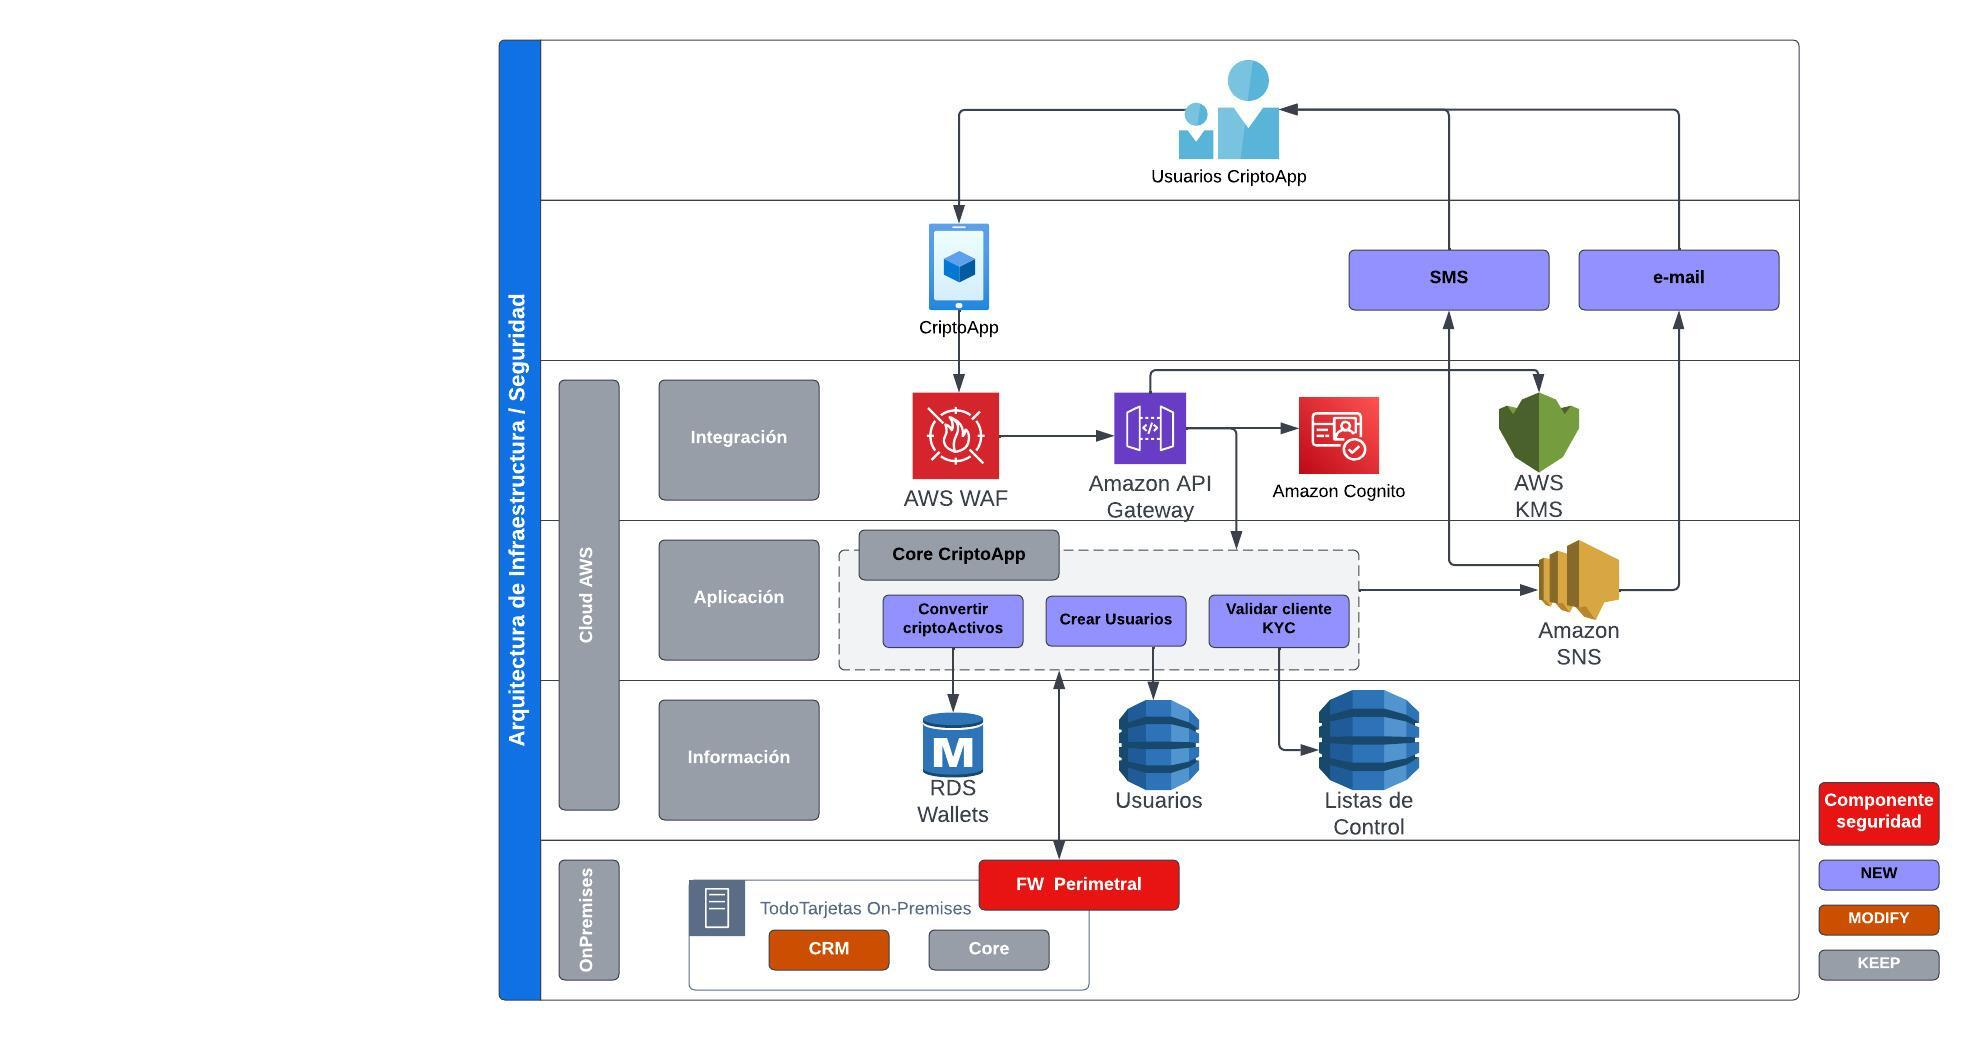 Arquitectura de Infraestructura / Seguridad
Usuarios CriptoApp
CriptoApp
SMS
e-mail
Cloud AWS
Integración
AWS WAF
Amazon API
Gateway
Amazon Cognito
AWS
KMS
Aplicación
Core CriptoApp
Convertir
criptoActivos
Crear Usuarios
Validar cliente
KYC
Amazon
SNS
Información
M
RDS
Wallets
Usuarios
Listas de
Control
OnPremises
TodoTarjetas On-Premises
FW Perimetral
CRM
Core
Componente
seguridad
NEW
MODIFY
KEEP